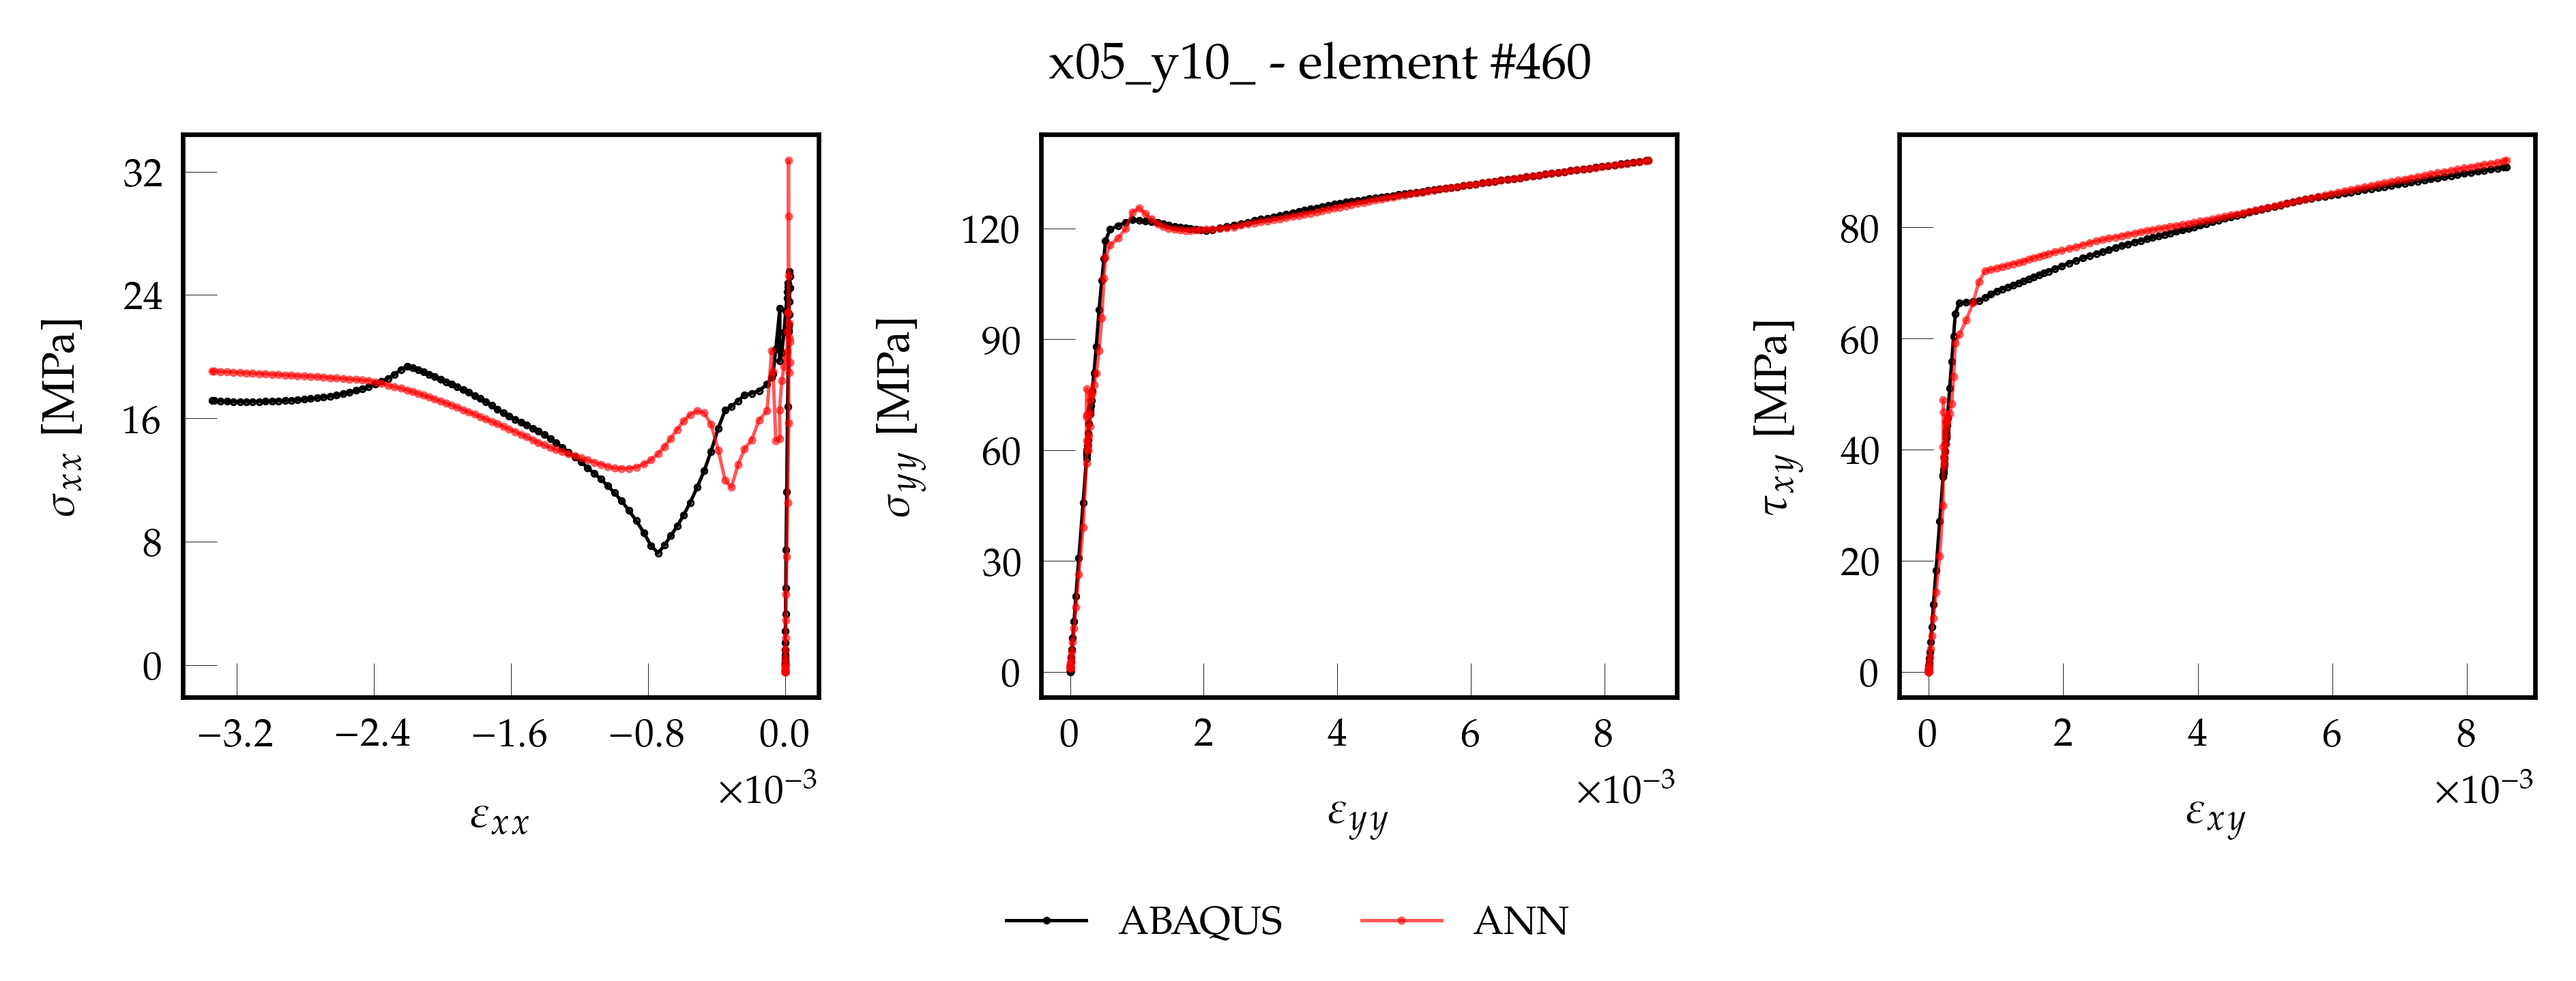 x05_y10_ - element #460
σxx [MPa]
32
24
16
8
0
−3.2 −2.4 −1.6 −0.8 0.0
×10−3
εxx
σyy [MPa]
120
90
60
30
0
0 2 4 6 8
×10−3
εyy
τxy [MPa]
80
60
40
20
0
0 2 4 6 8
×10−3
εxy
ABAQUS ANN